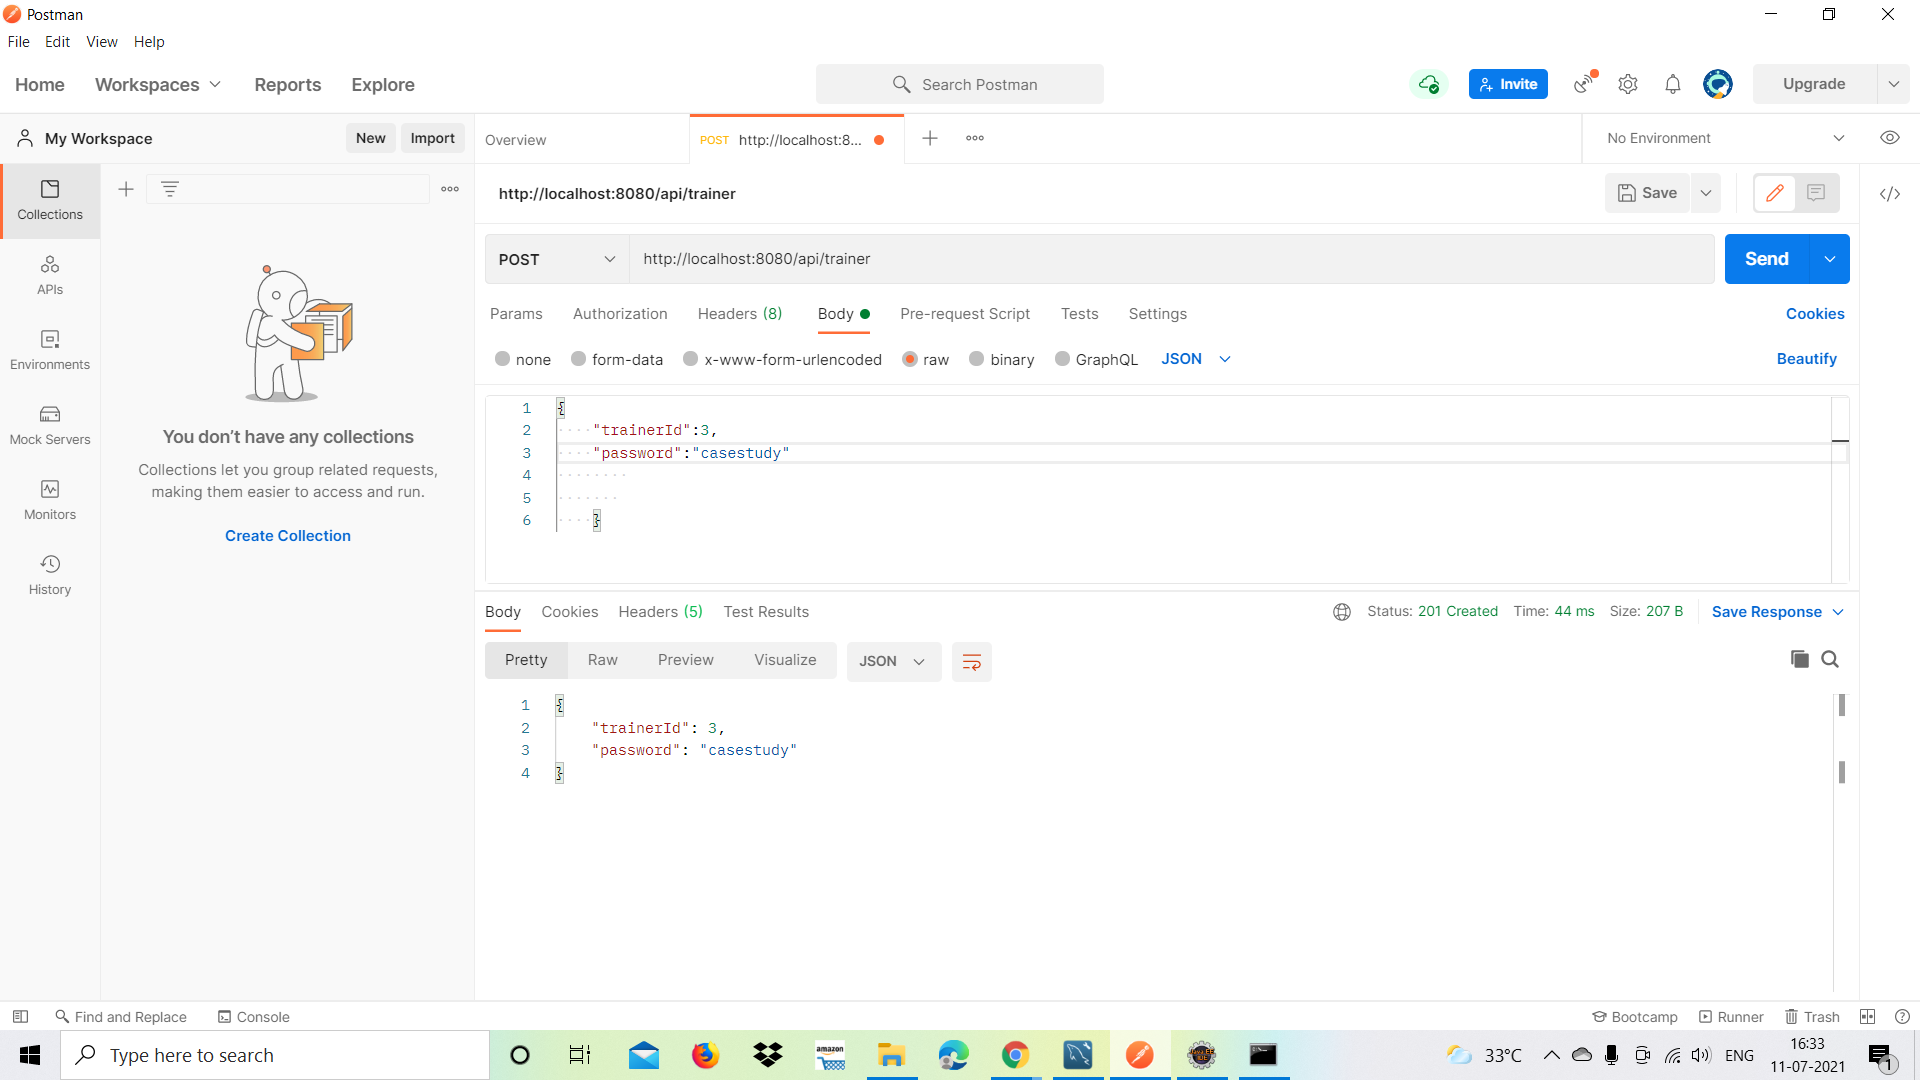 Postman
File Edit View Help
Home Workspaces Reports Explore
Search Postman
Invite
Upgrade
My Workspace
New Import
Overview
POST http://localhost:8...
No Environment
Collections
APIs
Environments
Mock Servers
Monitors
History
You don’t have any collections
Collections let you group related requests,
making them easier to access and run.
Create Collection
http://localhost:8080/api/trainer
Save
POST http://localhost:8080/api/trainer
Send
Params Authorization Headers (8) Body Pre-request Script Tests Settings
Cookies
none form-data x-www-form-urlencoded raw binary GraphQL JSON
Beautify
1 {
2 "trainerId":3,
3 "password":"casestudy"
4
5
6 }
Body Cookies Headers (5) Test Results
Status: 201 Created Time: 44 ms Size: 207 B Save Response
Pretty Raw Preview Visualize JSON
1 {
2 "trainerId": 3,
3 "password": "casestudy"
4 }
Find and Replace Console
Bootcamp Runner Trash
Type here to search
amazon
33°C
ENG
16:33
11-07-2021
1